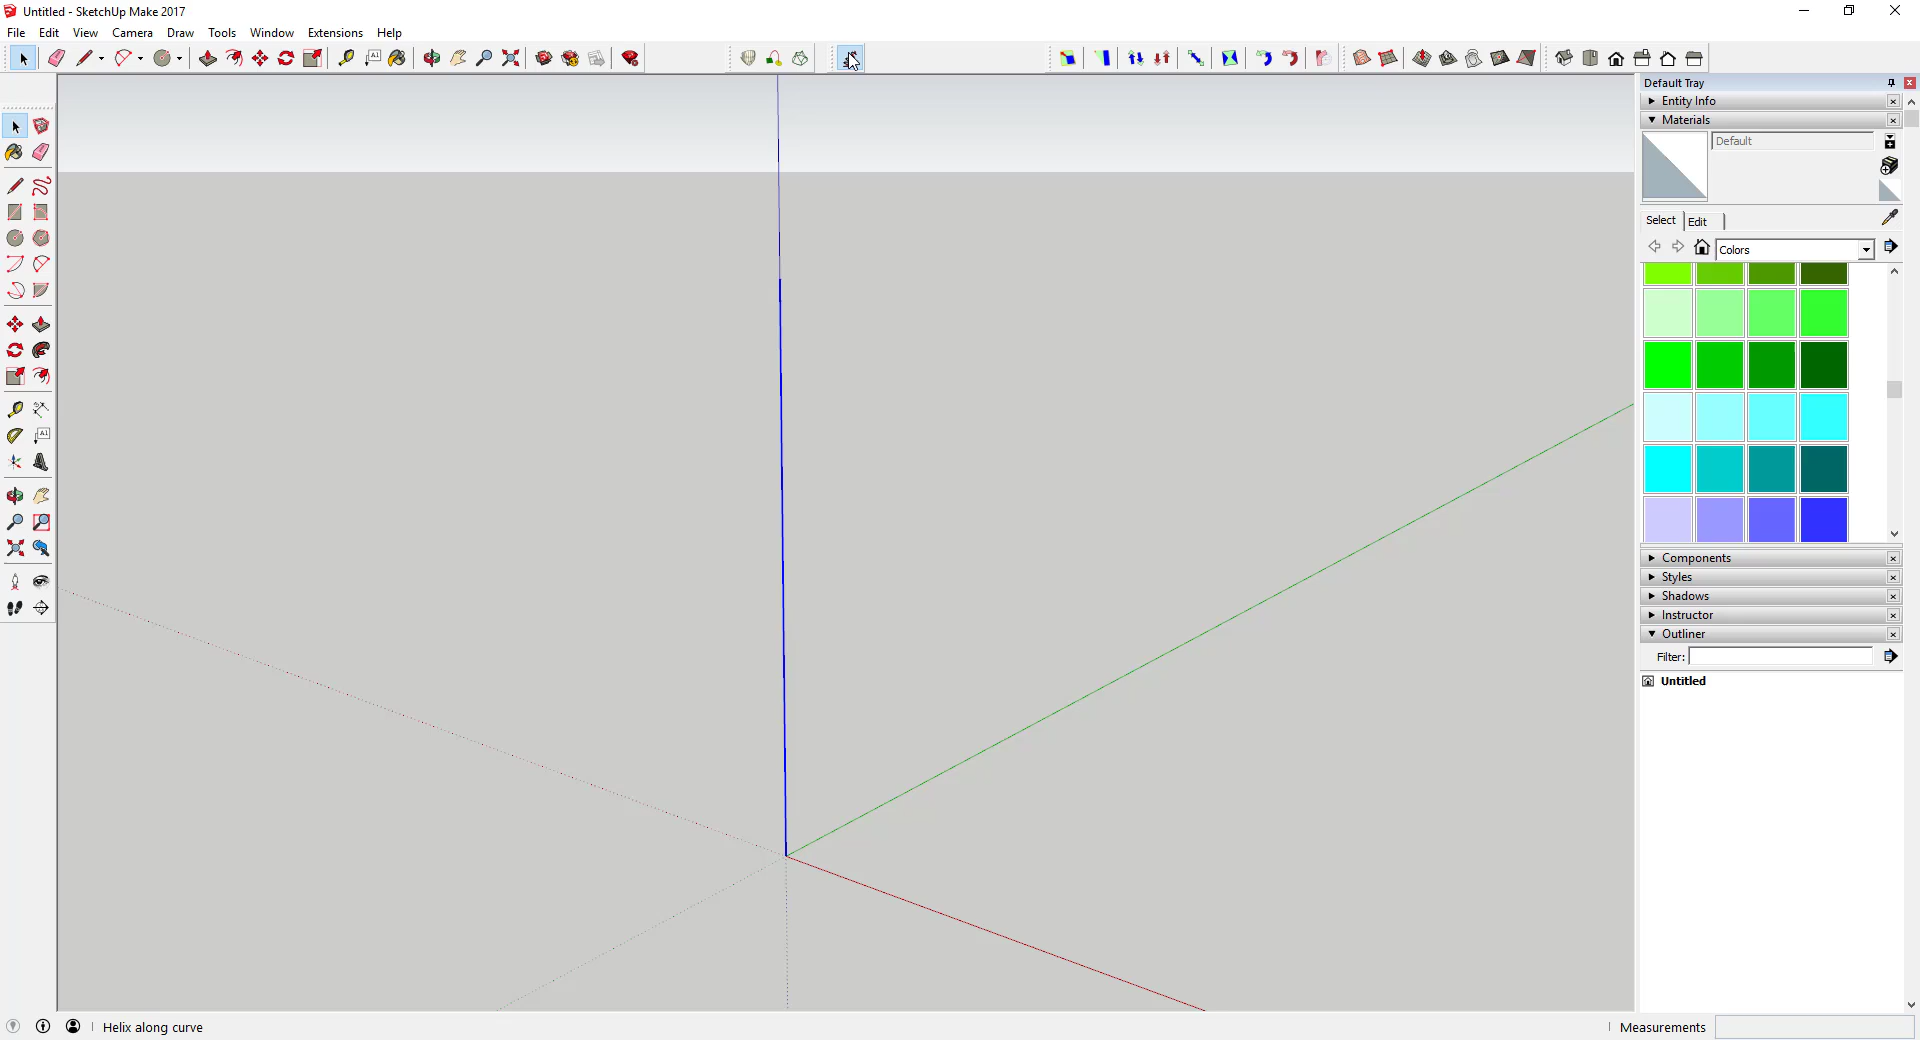 Untitled - SketchUp Make 2017
File Edit View Camera Draw Tools Window Extensions Help
Default Tray
Entity Info
Materials
Default
Select Edit
Colors
Components
Styles
Shadows
Instructor
Outliner
Filter:
Untitled
Helix along curve
Measurements